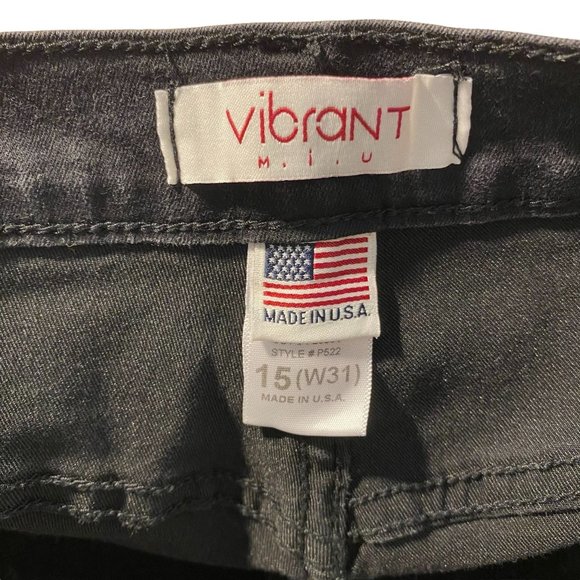 VibraNT
M.i.U
MADE IN U.S.A.
STYLE # P522
15 (W31)
MADE IN U.S.A.